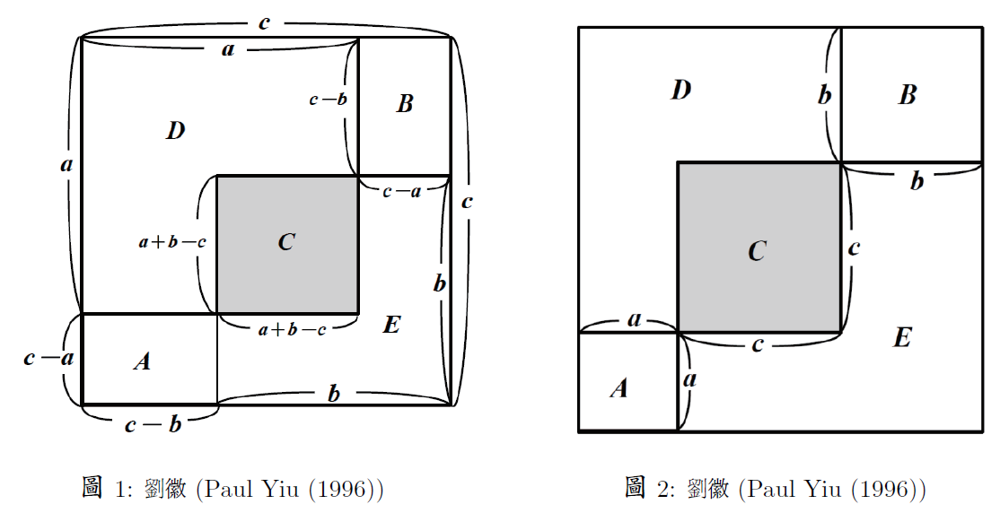 c
a
c－b
B
D
a
c－a
c
a＋b－c
C
b
a＋b－c
E
c－a
A
b
c－b
圖 1: 劉徽 (Paul Yiu (1996))
D
b
B
b
C
c
a
c
E
A
a
圖 2: 劉徽 (Paul Yiu (1996))